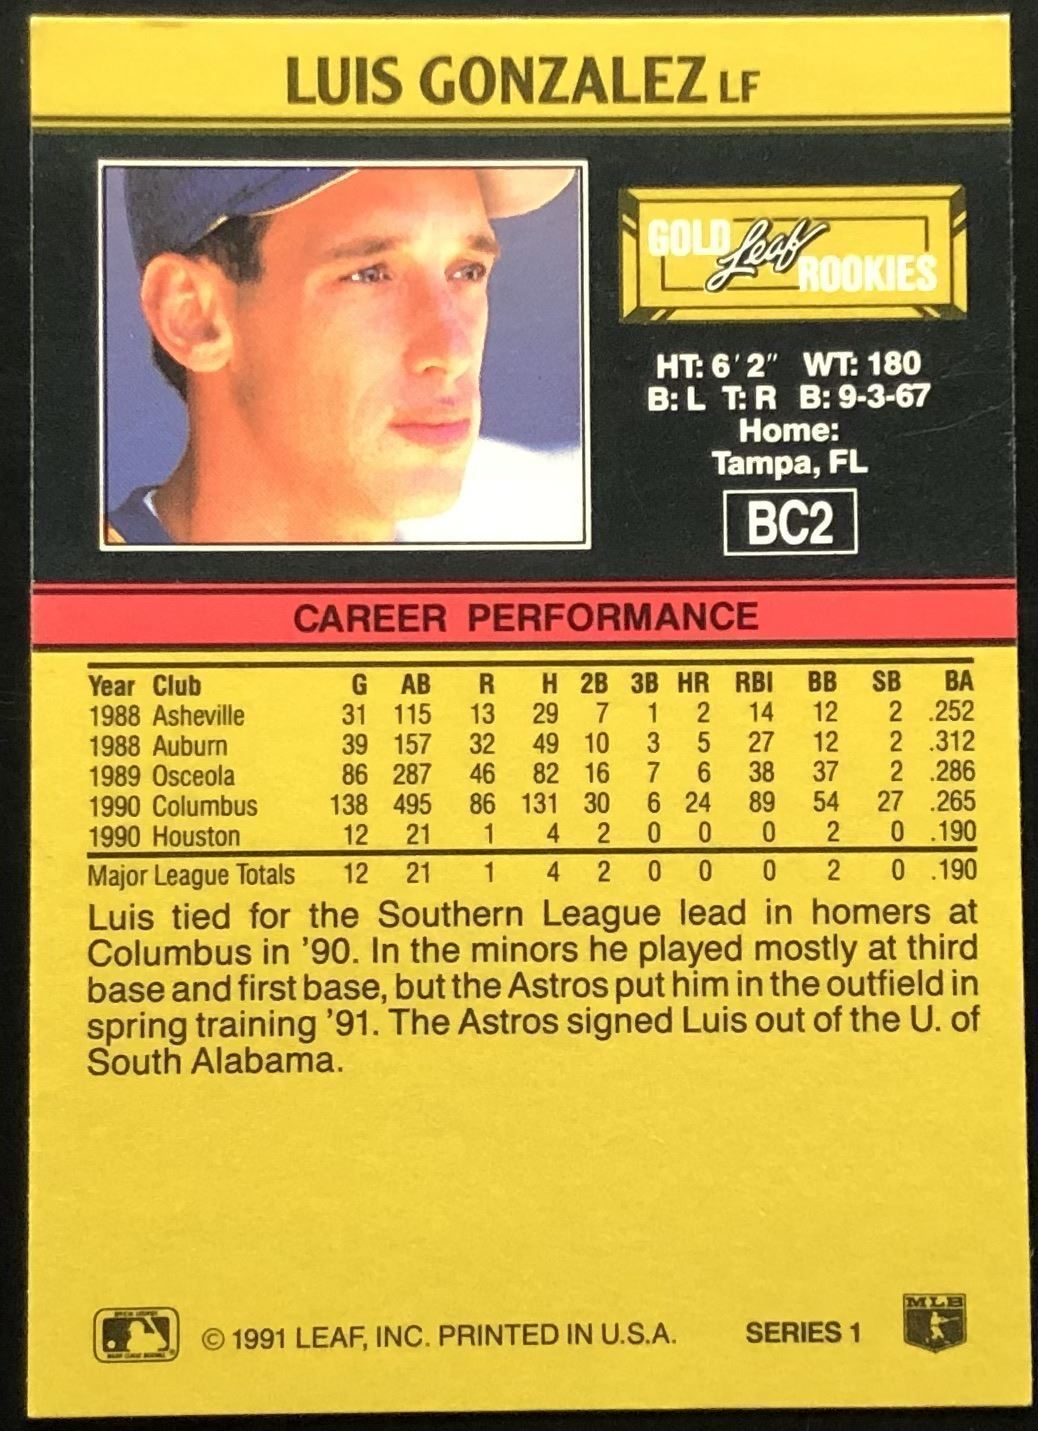 LUIS GONZALEZ LF
GOLD Leaf ROOKIES
HT: 6' 2" WT: 180
B: L T: R B: 9-3-67
Home:
Tampa, FL
BC2
CAREER PERFORMANCE
Year Club G AB R H 2B 3B HR RBI BB SB BA
1988 Asheville 31 115 13 29 7 1 2 14 12 2 .252
1988 Auburn 39 157 32 49 10 3 5 27 12 2 .312
1989 Osceola 86 287 46 82 16 7 6 38 37 2 .286
1990 Columbus 138 495 86 131 30 6 24 89 54 27 .265
1990 Houston 12 21 1 4 2 0 0 0 2 0 .190
Major League Totals 12 21 1 4 2 0 0 0 2 0 .190
Luis tied for the Southern League lead in homers at
Columbus in '90. In the minors he played mostly at third
base and first base, but the Astros put him in the outfield in
spring training '91. The Astros signed Luis out of the U. of
South Alabama.
© 1991 LEAF, INC. PRINTED IN U.S.A. SERIES 1
MLB